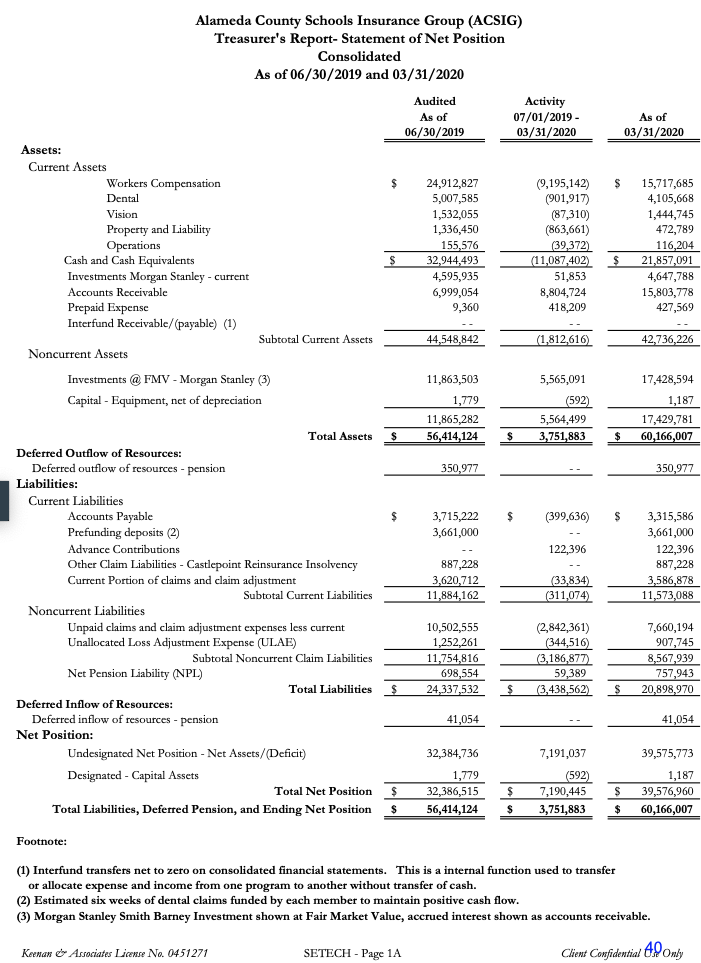 Alameda County Schools Insurance Group (ACSIG)
Treasurer's Report- Statement of Net Position
Consolidated
As of 06/30/2019 and 03/31/2020
Audited Activity
As of 07/01/2019 - As of
06/30/2019 03/31/2020 03/31/2020
Assets:
Current Assets
Workers Compensation $ 24,912,827 (9,195,142) $ 15,717,685
Dental 5,007,585 (901,917) 4,105,668
Vision 1,532,055 (87,310) 1,444,745
Property and Liability 1,336,450 (863,661) 472,789
Operations 155,576 (39,372) 116,204
Cash and Cash Equivalents $ 32,944,493 (11,087,402) $ 21,857,091
Investments Morgan Stanley - current 4,595,935 51,853 4,647,788
Accounts Receivable 6,999,054 8,804,724 15,803,778
Prepaid Expense 9,360 418,209 427,569
Interfund Receivable/(payable) (1) - - - - - -
Subtotal Current Assets 44,548,842 (1,812,616) 42,736,226
Noncurrent Assets
Investments @ FMV - Morgan Stanley (3) 11,863,503 5,565,091 17,428,594
Capital - Equipment, net of depreciation 1,779 (592) 1,187
11,865,282 5,564,499 17,429,781
Total Assets $ 56,414,124 $ 3,751,883 $ 60,166,007
Deferred Outflow of Resources:
Deferred outflow of resources - pension 350,977 - - 350,977
Liabilities:
Current Liabilities
Accounts Payable $ 3,715,222 $ (399,636) $ 3,315,586
Prefunding deposits (2) 3,661,000 - - 3,661,000
Advance Contributions - - 122,396 122,396
Other Claim Liabilities - Castlepoint Reinsurance Insolvency 887,228 - - 887,228
Current Portion of claims and claim adjustment 3,620,712 (33,834) 3,586,878
Subtotal Current Liabilities 11,884,162 (311,074) 11,573,088
Noncurrent Liabilities
Unpaid claims and claim adjustment expenses less current 10,502,555 (2,842,361) 7,660,194
Unallocated Loss Adjustment Expense (ULAE) 1,252,261 (344,516) 907,745
Subtotal Noncurrent Claim Liabilities 11,754,816 (3,186,877) 8,567,939
Net Pension Liability (NPL) 698,554 59,389 757,943
Total Liabilities $ 24,337,532 $ (3,438,562) $ 20,898,970
Deferred Inflow of Resources:
Deferred inflow of resources - pension 41,054 - - 41,054
Net Position:
Undesignated Net Position - Net Assets/(Deficit) 32,384,736 7,191,037 39,575,773
Designated - Capital Assets 1,779 (592) 1,187
Total Net Position $ 32,386,515 $ 7,190,445 $ 39,576,960
Total Liabilities, Deferred Pension, and Ending Net Position $ 56,414,124 $ 3,751,883 $ 60,166,007
Footnote:
(1) Interfund transfers net to zero on consolidated financial statements. This is a internal function used to transfer
or allocate expense and income from one program to another without transfer of cash.
(2) Estimated six weeks of dental claims funded by each member to maintain positive cash flow.
(3) Morgan Stanley Smith Barney Investment shown at Fair Market Value, accrued interest shown as accounts receivable.
Keenan & Associates License No. 0451271 SETECH - Page 1A Client Confidential Use Only
40